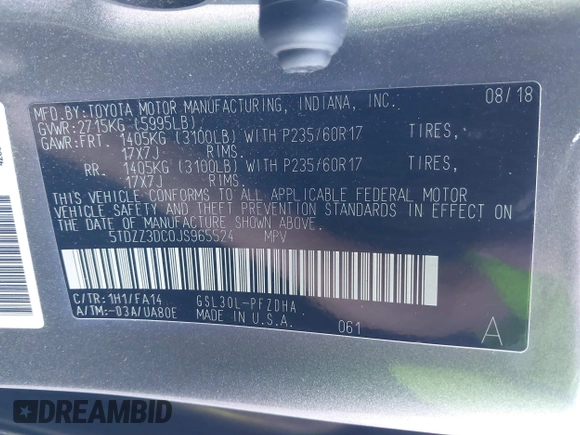 MFD.BY:TOYOTA MOTOR MANUFACTURING, INDIANA, INC. 08/18
GVWR:2715KG (5995LB)
GAWR:FRT. 1405KG (3100LB) WITH P235/60R17 TIRES,
17X7J RIMS.
RR. 1405KG (3100LB) WITH P235/60R17 TIRES,
17X7J RIMS.
THIS VEHICLE CONFORMS TO ALL APPLICABLE FEDERAL MOTOR
VEHICLE SAFETY AND THEFT PREVENTION STANDARDS IN EFFECT ON
THE DATE OF MANUFACTURE SHOWN ABOVE.
5TDZZ3DC0JS965524 MPV
C/TR:1H1/FA14 GSL30L-PFZDHA
A/TM:-03A/UA80E MADE IN U.S.A. 061 A
DREAMBID